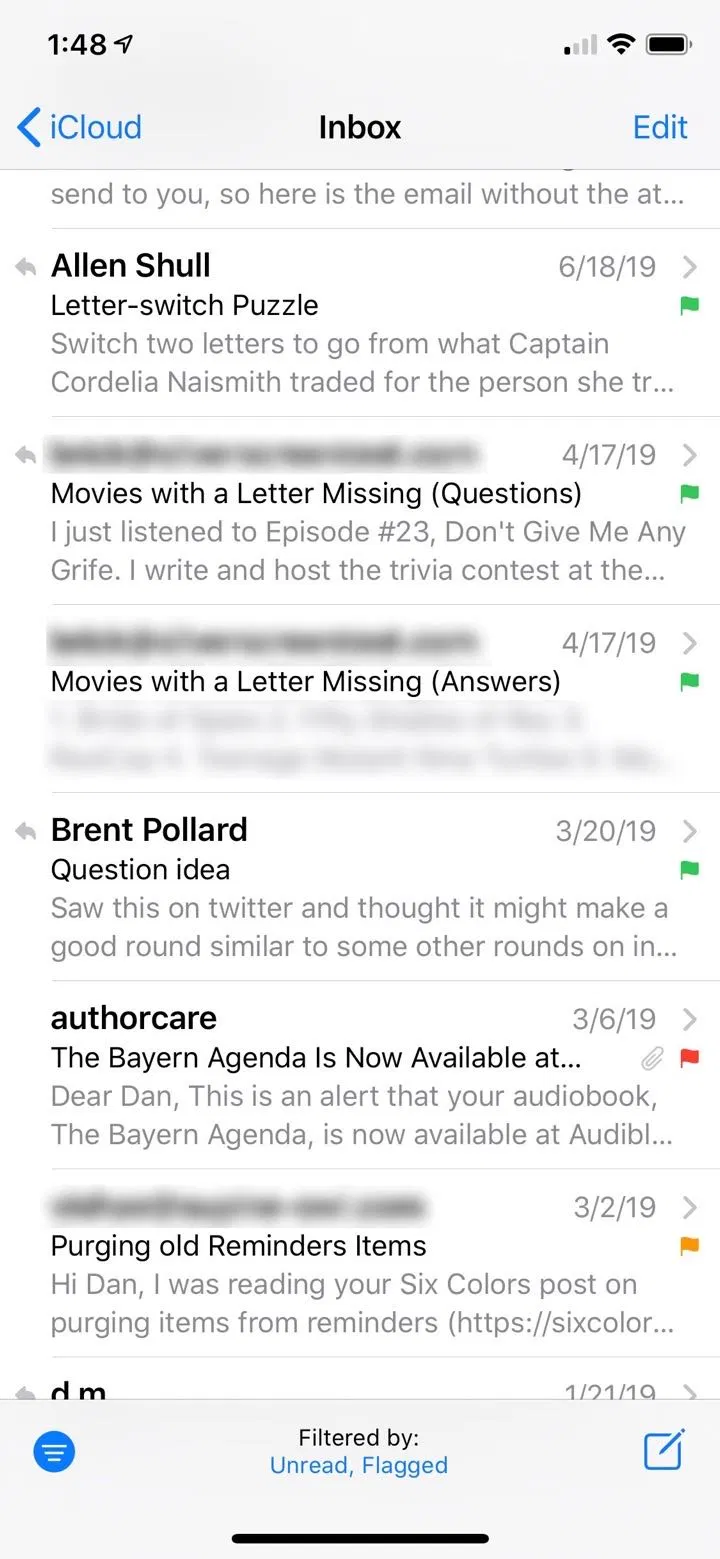 1:48
iCloud
Inbox
Edit
send to you, so here is the email without the at...
Allen Shull
6/18/19
Letter-switch Puzzle
Switch two letters to go from what Captain
Cordelia Naismith traded for the person she tr...
4/17/19
Movies with a Letter Missing (Questions)
I just listened to Episode #23, Don't Give Me Any
Grife. I write and host the trivia contest at the...
4/17/19
Movies with a Letter Missing (Answers)
Brent Pollard
3/20/19
Question idea
Saw this on twitter and thought it might make a
good round similar to some other rounds on in...
authorcare
3/6/19
The Bayern Agenda Is Now Available at...
Dear Dan, This is an alert that your audiobook,
The Bayern Agenda, is now available at Audibl...
3/2/19
Purging old Reminders Items
Hi Dan, I was reading your Six Colors post on
purging items from reminders (https://sixcolor...
d m
1/21/19
Filtered by:
Unread, Flagged